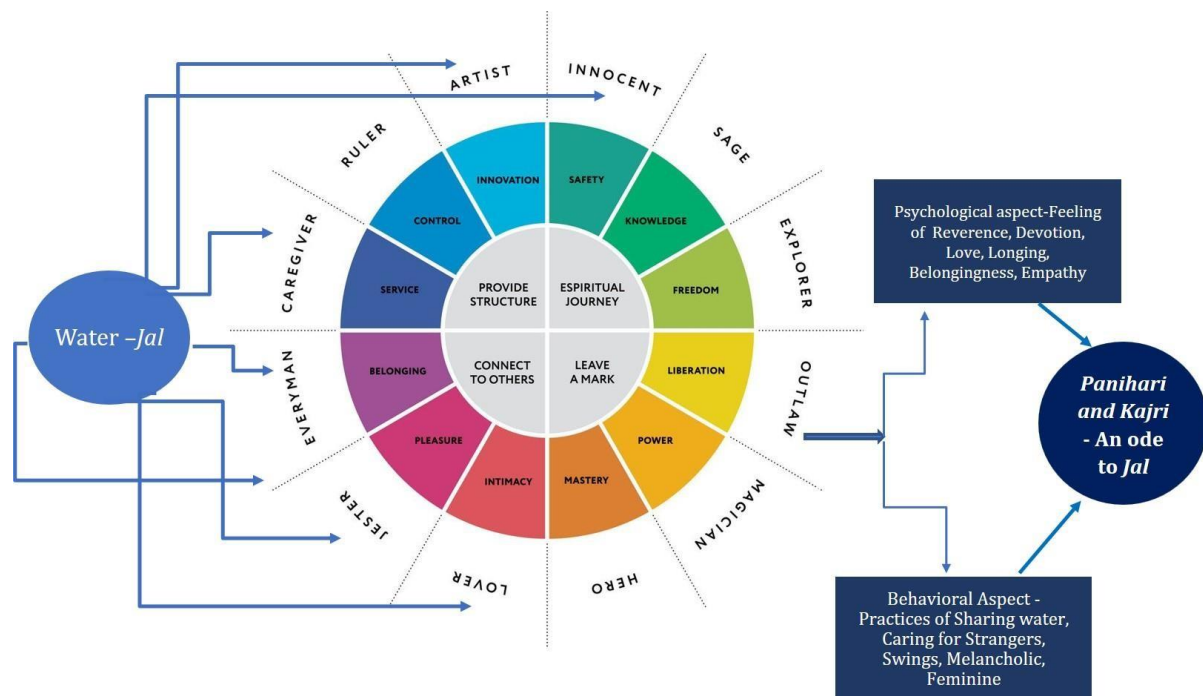 Water –Jal
ARTIST
INNOCENT
RULER
SAGE
CAREGIVER
EXPLORER
EVERYMAN
OUTLAW
JESTER
MAGICIAN
LOVER
HERO
INNOVATION
SAFETY
CONTROL
KNOWLEDGE
SERVICE
FREEDOM
BELONGING
LIBERATION
PLEASURE
POWER
INTIMACY
MASTERY
PROVIDE
STRUCTURE
ESPIRITUAL
JOURNEY
CONNECT
TO OTHERS
LEAVE
A MARK
Psychological aspect-Feeling
of Reverence, Devotion,
Love, Longing,
Belongingness, Empathy
Panihari
and Kajri
- An ode
to Jal
Behavioral Aspect -
Practices of Sharing water,
Caring for Strangers,
Swings, Melancholic,
Feminine